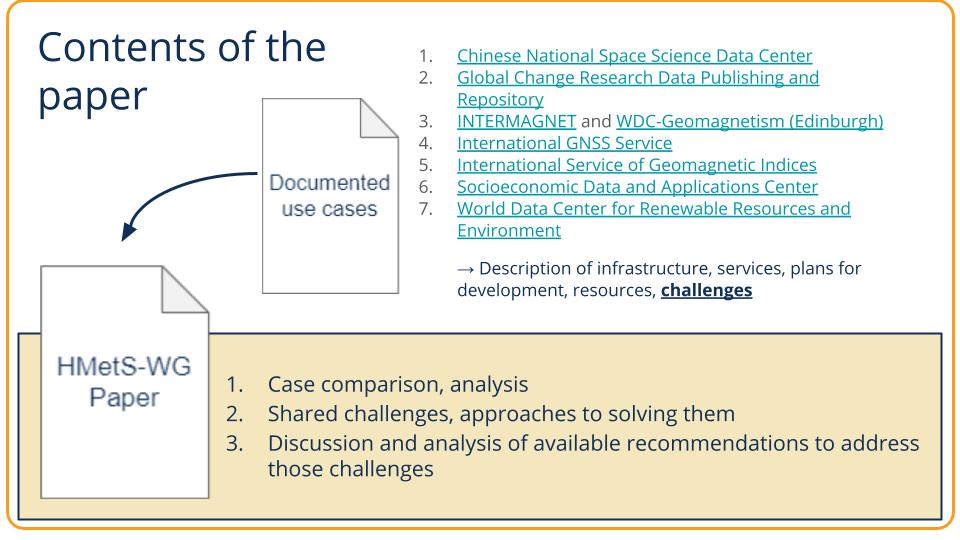 Contents of the
paper
1. Chinese National Space Science Data Center
2. Global Change Research Data Publishing and
Repository
3. INTERMAGNET and WDC-Geomagnetism (Edinburgh)
4. International GNSS Service
5. International Service of Geomagnetic Indices
6. Socioeconomic Data and Applications Center
7. World Data Center for Renewable Resources and
Environment
→ Description of infrastructure, services, plans for
development, resources, challenges
Documented
use cases
HMetS-WG
Paper
1. Case comparison, analysis
2. Shared challenges, approaches to solving them
3. Discussion and analysis of available recommendations to address
those challenges